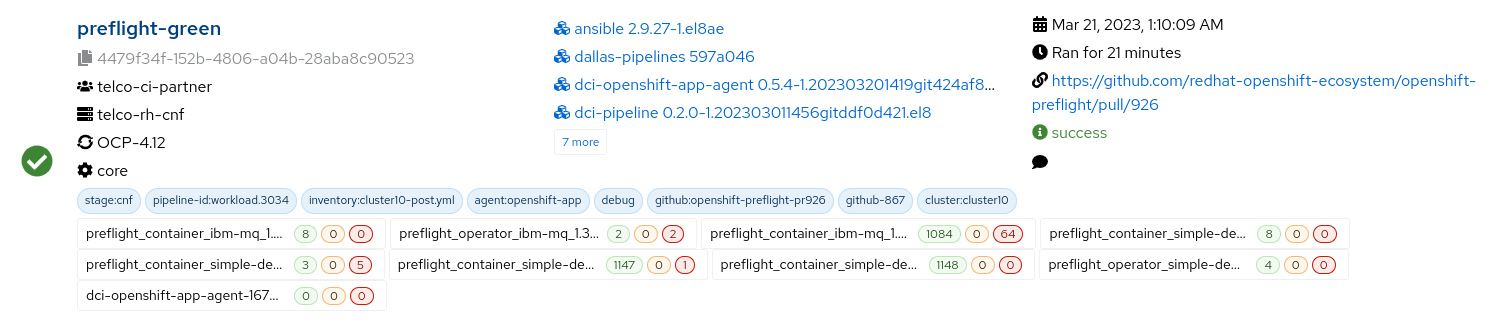 preflight-green
4479f34f-152b-4806-a04b-28aba8c90523
telco-ci-partner
telco-rh-cnf
OCP-4.12
core
ansible 2.9.27-1.el8ae
dallas-pipelines 597a046
dci-openshift-app-agent 0.5.4-1.202303201419git424af8...
dci-pipeline 0.2.0-1.202303011456gitddf0d421.el8
7 more
Mar 21, 2023, 1:10:09 AM
Ran for 21 minutes
https://github.com/redhat-openshift-ecosystem/openshift-
preflight/pull/926
success
stage:cnf pipeline-id:workload.3034 inventory:cluster10-post.yml agent:openshift-app debug github:openshift-preflight-pr926 github-867 cluster:cluster10
preflight_container_ibm-mq_1.... 8 0 0 preflight_operator_ibm-mq_1.3... 2 0 2 preflight_container_ibm-mq_1.... 1084 0 64 preflight_container_simple-de... 8 0 0
preflight_container_simple-de... 3 0 5 preflight_container_simple-de... 1147 0 1 preflight_container_simple-de... 1148 0 0 preflight_operator_simple-de... 4 0 0
dci-openshift-app-agent-167... 0 0 0